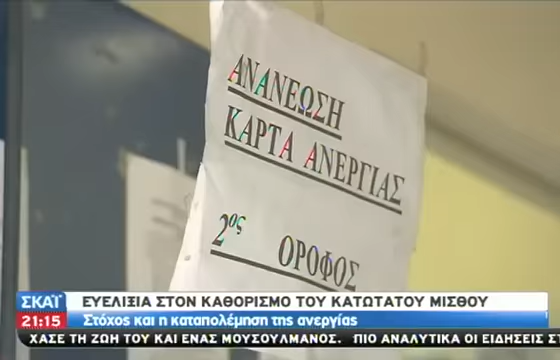 ΑΝΑΝΕΩΣΗ
ΚΑΡΤΑ ΑΝΕΡΓΙΑΣ
2ος ΟΡΟΦΟΣ
ΣΚΑΪ ΕΥΕΛΙΞΙΑ ΣΤΟΝ ΚΑΘΟΡΙΣΜΟ ΤΟΥ ΚΑΤΩΤΑΤΟΥ ΜΙΣΘΟΥ
21:15 Στόχος και η καταπολέμηση της ανεργίας
ΧΑΣΕ ΤΗ ΖΩΗ ΤΟΥ ΚΑΙ ΕΝΑΣ ΜΟΥΣΟΥΛΜΑΝΟΣ. ΠΙΟ ΑΝΑΛΥΤΙΚΑ ΟΙ ΕΙΔΗΣΕΙΣ Σ